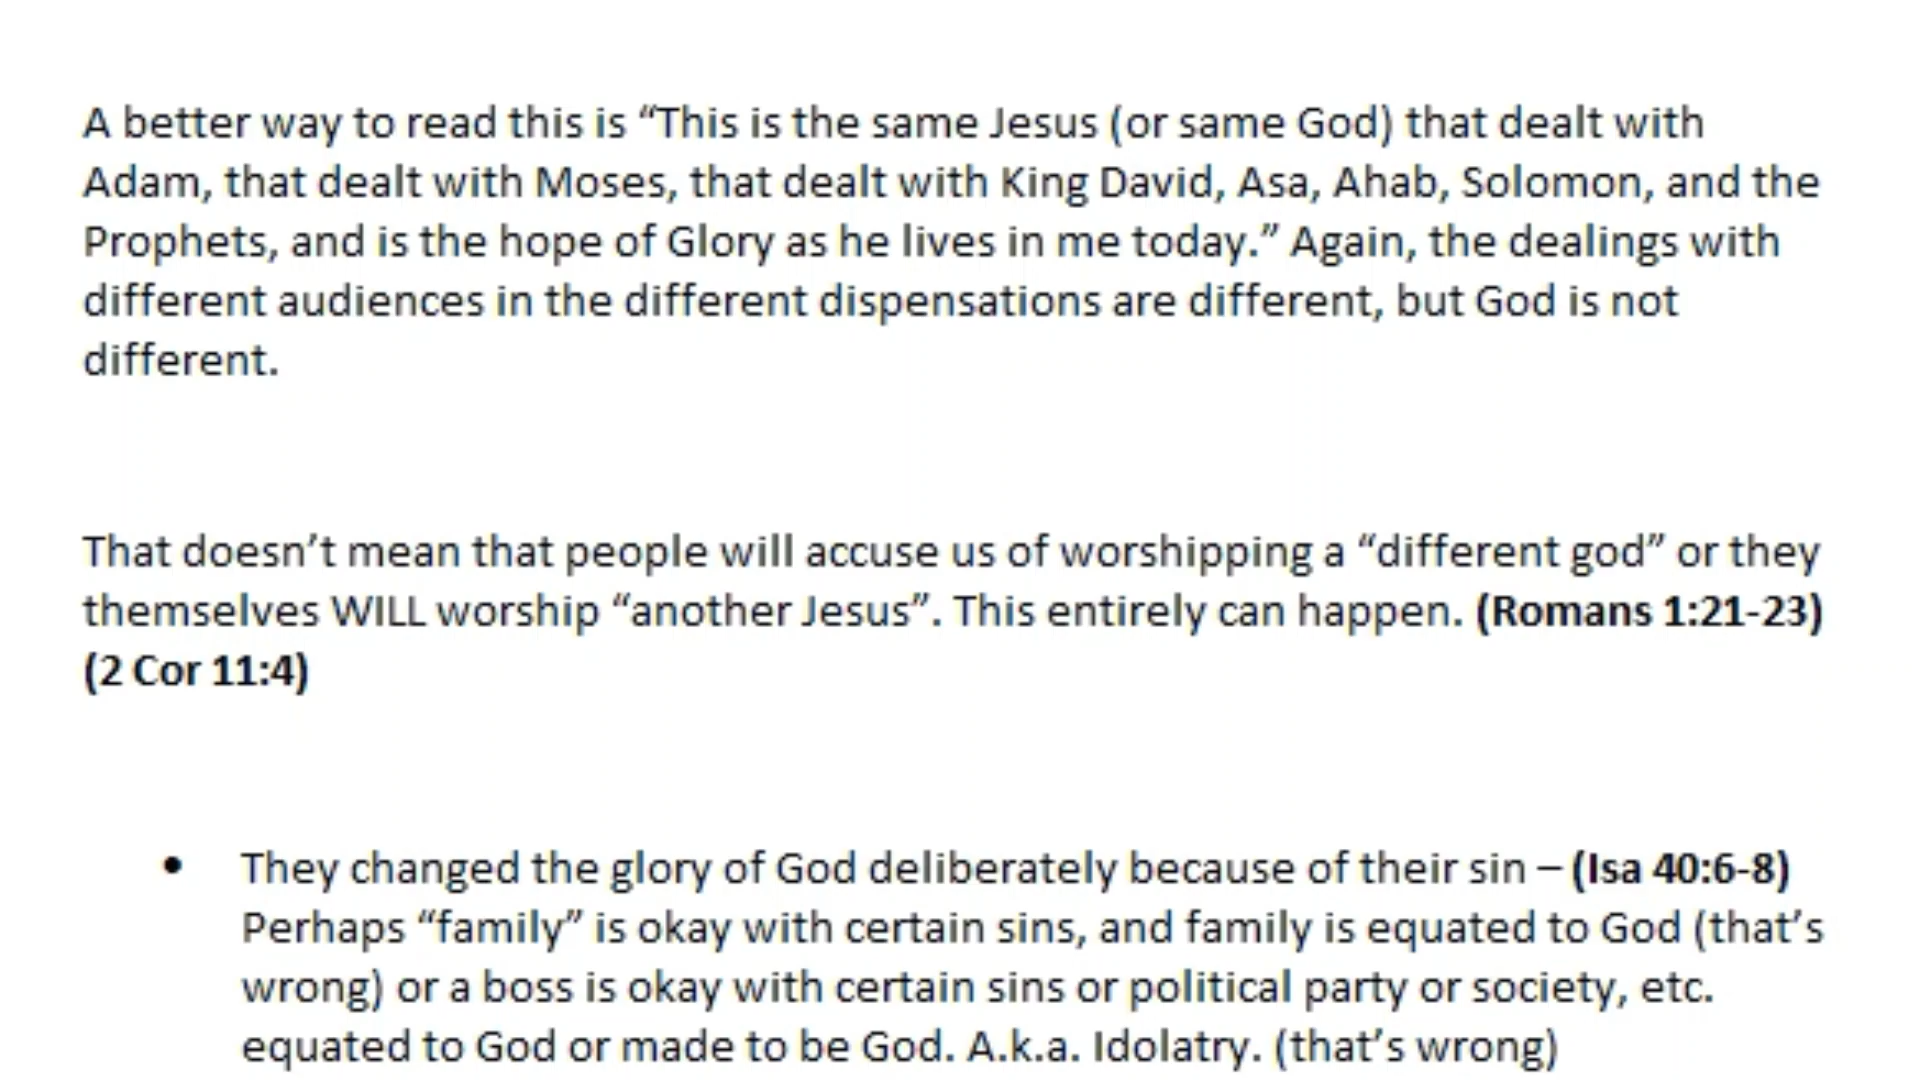 A better way to read this is “This is the same Jesus (or same God) that dealt with
Adam, that dealt with Moses, that dealt with King David, Asa, Ahab, Solomon, and the
Prophets, and is the hope of Glory as he lives in me today.” Again, the dealings with
different audiences in the different dispensations are different, but God is not
different.
That doesn’t mean that people will accuse us of worshipping a “different god” or they
themselves WILL worship “another Jesus”. This entirely can happen. (Romans 1:21-23)
(2 Cor 11:4)
• They changed the glory of God deliberately because of their sin – (Isa 40:6-8)
Perhaps “family” is okay with certain sins, and family is equated to God (that’s
wrong) or a boss is okay with certain sins or political party or society, etc.
equated to God or made to be God. A.k.a. Idolatry. (that’s wrong)